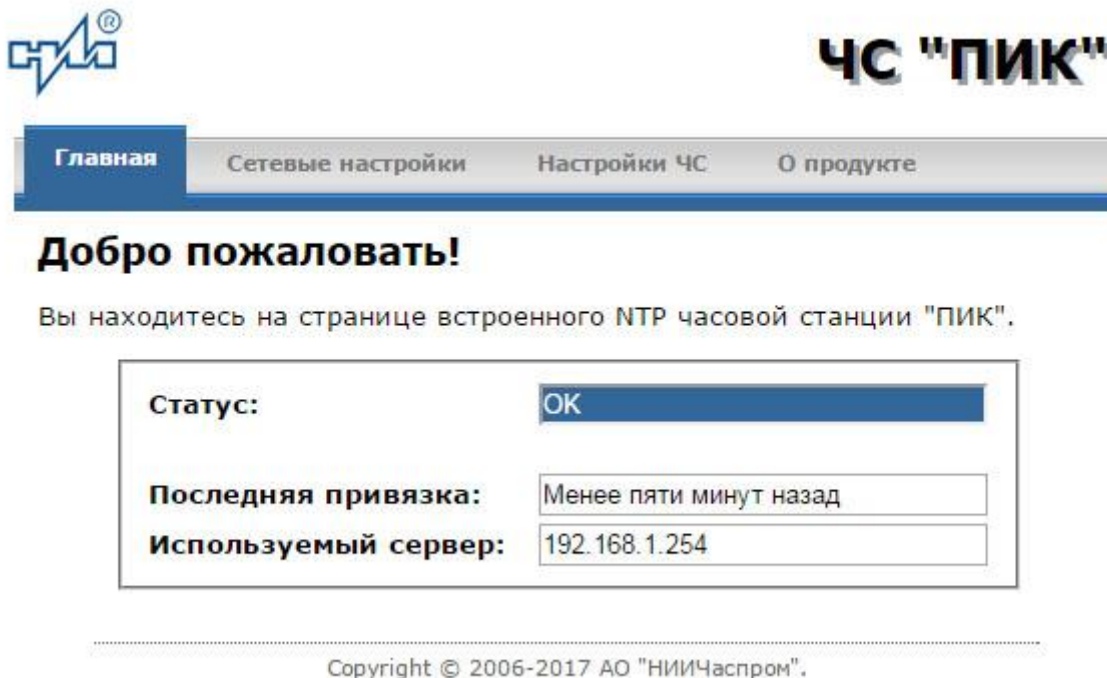 ЧС "ПИК"
Главная Сетевые настройки Настройки ЧС О продукте
Добро пожаловать!
Вы находитесь на странице встроенного NTP часовой станции "ПИК".
Статус: OK
Последняя привязка: Менее пяти минут назад
Используемый сервер: 192.168.1.254
Copyright © 2006-2017 АО "НИИЧаспром".